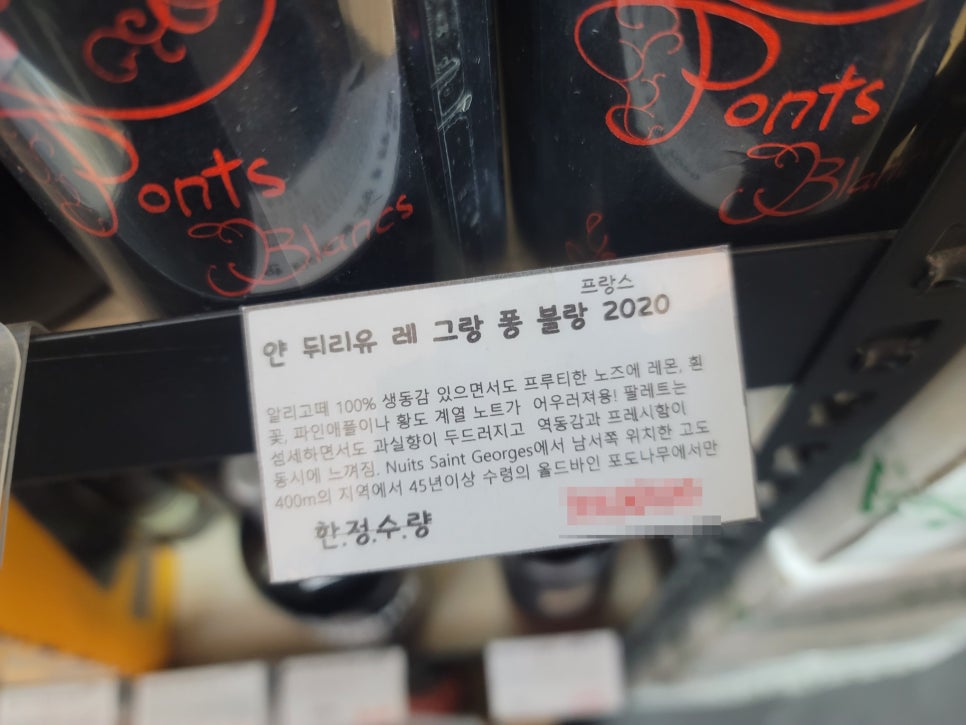 Ponts
Blancs
Ponts
Blan
프랑스
얀 뒤리유 레 그랑 퐁 블랑 2020
알리고떼 100% 생동감 있으면서도 프루티한 노즈에 레몬, 흰
꽃, 파인애플이나 황도 계열 노트가 어우러져용! 팔레트는
섬세하면서도 과실향이 두드러지고 역동감과 프레시함이
동시에 느껴짐. Nuits Saint Georges에서 남서쪽 위치한 고도
400m의 지역에서 45년이상 수령의 올드바인 포도나무에서만
한.정.수.량